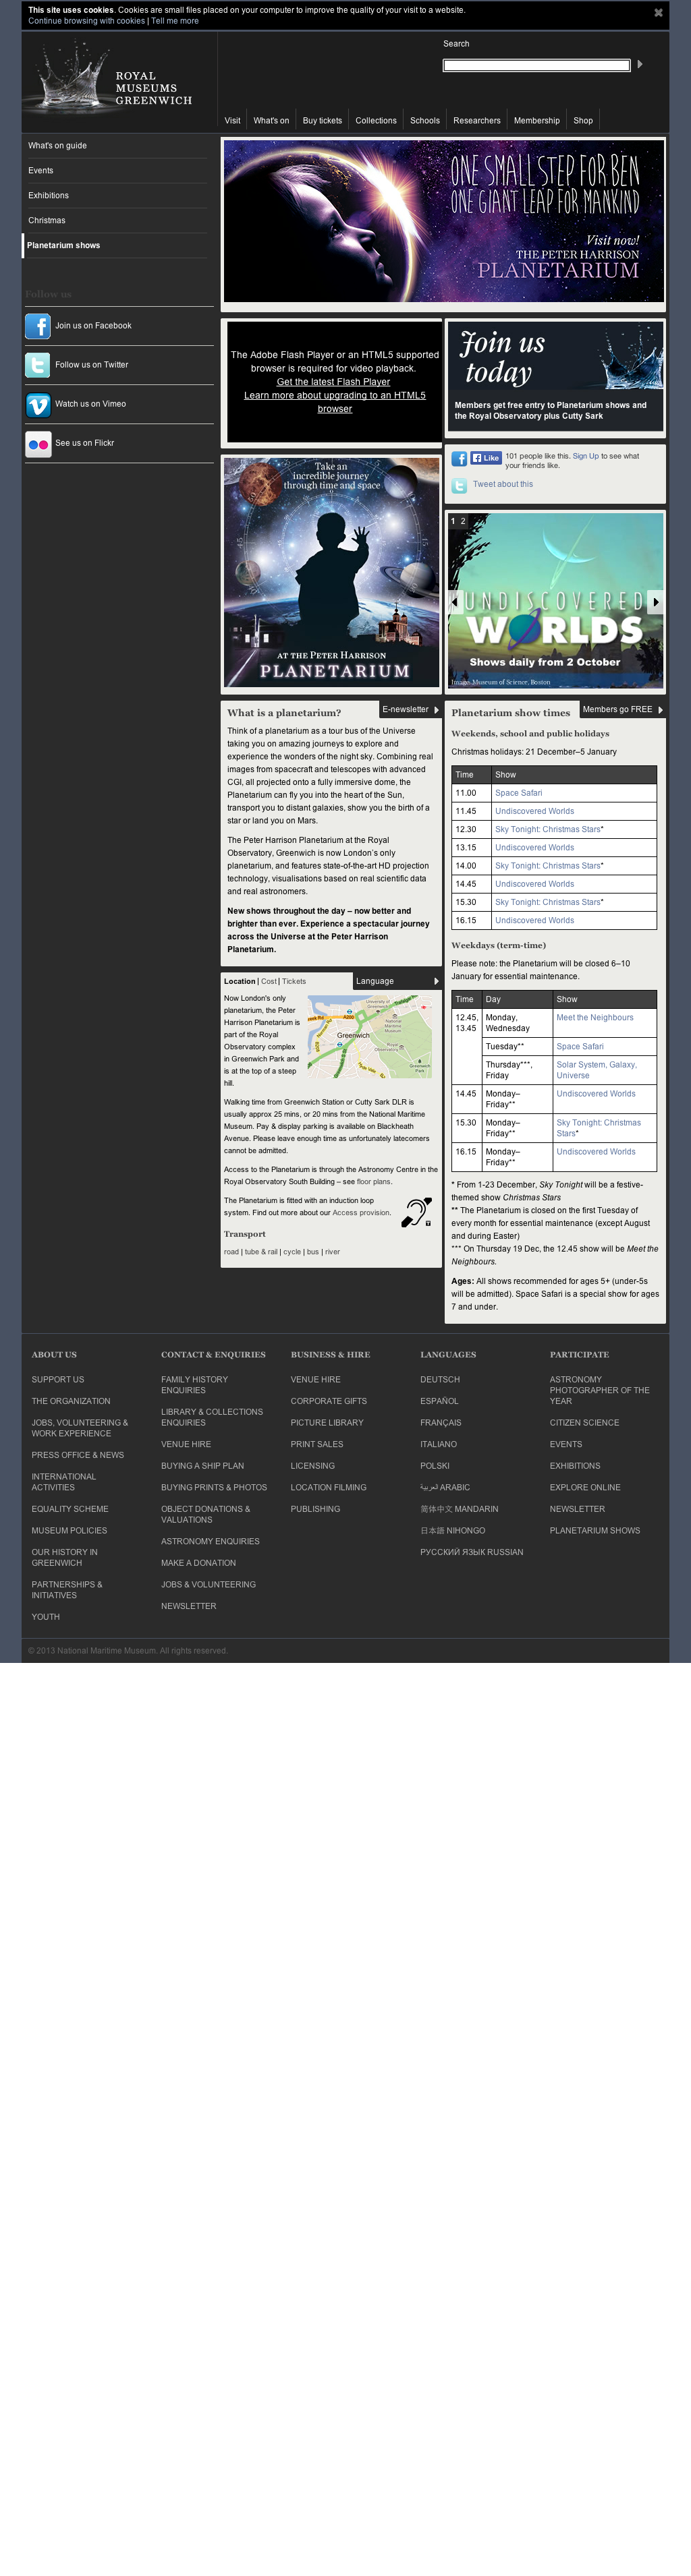 This site uses cookies. Cookies are small files placed on your computer to improve the quality of your visit to a website.
Continue browsing with cookies | Tell me more
ROYAL
MUSEUMS
GREENWICH
Search
Visit
What's on
Buy tickets
Collections
Schools
Researchers
Membership
Shop
What's on guide
Events
Exhibitions
Christmas
Planetarium shows
Follow us
Join us on Facebook
Follow us on Twitter
Watch us on Vimeo
See us on Flickr
ONE SMALL STEP FOR BEN
ONE GIANT LEAP FOR MANKIND
Visit now!
THE PETER HARRISON
PLANETARIUM
The Adobe Flash Player or an HTML5 supported
browser is required for video playback.
Get the latest Flash Player
Learn more about upgrading to an HTML5
browser
Join us
today
Members get free entry to Planetarium shows and
the Royal Observatory plus Cutty Sark
Like
101 people like this. Sign Up to see what
your friends like.
Tweet about this
Take an
incredible journey
through time and space
AT THE PETER HARRISON
PLANETARIUM
1 2
UNDISCOVERED
WORLDS
Shows daily from 2 October
Image: Museum of Science, Boston
What is a planetarium?
E-newsletter
Think of a planetarium as a tour bus of the Universe
taking you on amazing journeys to explore and
experience the wonders of the night sky. Combining real
images from spacecraft and telescopes with advanced
CGI, all projected onto a fully immersive dome, the
Planetarium can fly you into the heart of the Sun,
transport you to distant galaxies, show you the birth of a
star or land you on Mars.
The Peter Harrison Planetarium at the Royal
Observatory, Greenwich is now London's only
planetarium, and features state-of-the-art HD projection
technology, visualisations based on real scientific data
and real astronomers.
New shows throughout the day – now better and
brighter than ever. Experience a spectacular journey
across the Universe at the Peter Harrison
Planetarium.
Location | Cost | Tickets
Language
Now London's only
planetarium, the Peter
Harrison Planetarium is
part of the Royal
Observatory complex
in Greenwich Park and
is at the top of a steep
hill.
Greenwich
Walking time from Greenwich Station or Cutty Sark DLR is
usually approx 25 mins, or 20 mins from the National Maritime
Museum. Pay & display parking is available on Blackheath
Avenue. Please leave enough time as unfortunately latecomers
cannot be admitted.
Access to the Planetarium is through the Astronomy Centre in the
Royal Observatory South Building – see floor plans.
The Planetarium is fitted with an induction loop
system. Find out more about our Access provision.
Transport
road | tube & rail | cycle | bus | river
Planetarium show times
Members go FREE
Weekends, school and public holidays
Christmas holidays: 21 December–5 January
Time Show
11.00 Space Safari
11.45 Undiscovered Worlds
12.30 Sky Tonight: Christmas Stars*
13.15 Undiscovered Worlds
14.00 Sky Tonight: Christmas Stars*
14.45 Undiscovered Worlds
15.30 Sky Tonight: Christmas Stars*
16.15 Undiscovered Worlds
Weekdays (term-time)
Please note: the Planetarium will be closed 6–10
January for essential maintenance.
Time Day Show
12.45, Monday, Meet the Neighbours
13.45 Wednesday
Tuesday** Space Safari
Thursday***, Solar System, Galaxy,
Friday Universe
14.45 Monday– Undiscovered Worlds
Friday**
15.30 Monday– Sky Tonight: Christmas
Friday** Stars*
16.15 Monday– Undiscovered Worlds
Friday**
* From 1-23 December, Sky Tonight will be a festive-
themed show Christmas Stars
** The Planetarium is closed on the first Tuesday of
every month for essential maintenance (except August
and during Easter)
*** On Thursday 19 Dec, the 12.45 show will be Meet the
Neighbours.
Ages: All shows recommended for ages 5+ (under-5s
will be admitted). Space Safari is a special show for ages
7 and under.
ABOUT US
SUPPORT US
THE ORGANIZATION
JOBS, VOLUNTEERING &
WORK EXPERIENCE
PRESS OFFICE & NEWS
INTERNATIONAL
ACTIVITIES
EQUALITY SCHEME
MUSEUM POLICIES
OUR HISTORY IN
GREENWICH
PARTNERSHIPS &
INITIATIVES
YOUTH
CONTACT & ENQUIRIES
FAMILY HISTORY
ENQUIRIES
LIBRARY & COLLECTIONS
ENQUIRIES
VENUE HIRE
BUYING A SHIP PLAN
BUYING PRINTS & PHOTOS
OBJECT DONATIONS &
VALUATIONS
ASTRONOMY ENQUIRIES
MAKE A DONATION
JOBS & VOLUNTEERING
NEWSLETTER
BUSINESS & HIRE
VENUE HIRE
CORPORATE GIFTS
PICTURE LIBRARY
PRINT SALES
LICENSING
LOCATION FILMING
PUBLISHING
LANGUAGES
DEUTSCH
ESPAÑOL
FRANÇAIS
ITALIANO
POLSKI
العربية ARABIC
简体中文 MANDARIN
日本語 NIHONGO
РУССКИЙ ЯЗЫК RUSSIAN
PARTICIPATE
ASTRONOMY
PHOTOGRAPHER OF THE
YEAR
CITIZEN SCIENCE
EVENTS
EXHIBITIONS
EXPLORE ONLINE
NEWSLETTER
PLANETARIUM SHOWS
© 2013 National Maritime Museum. All rights reserved.